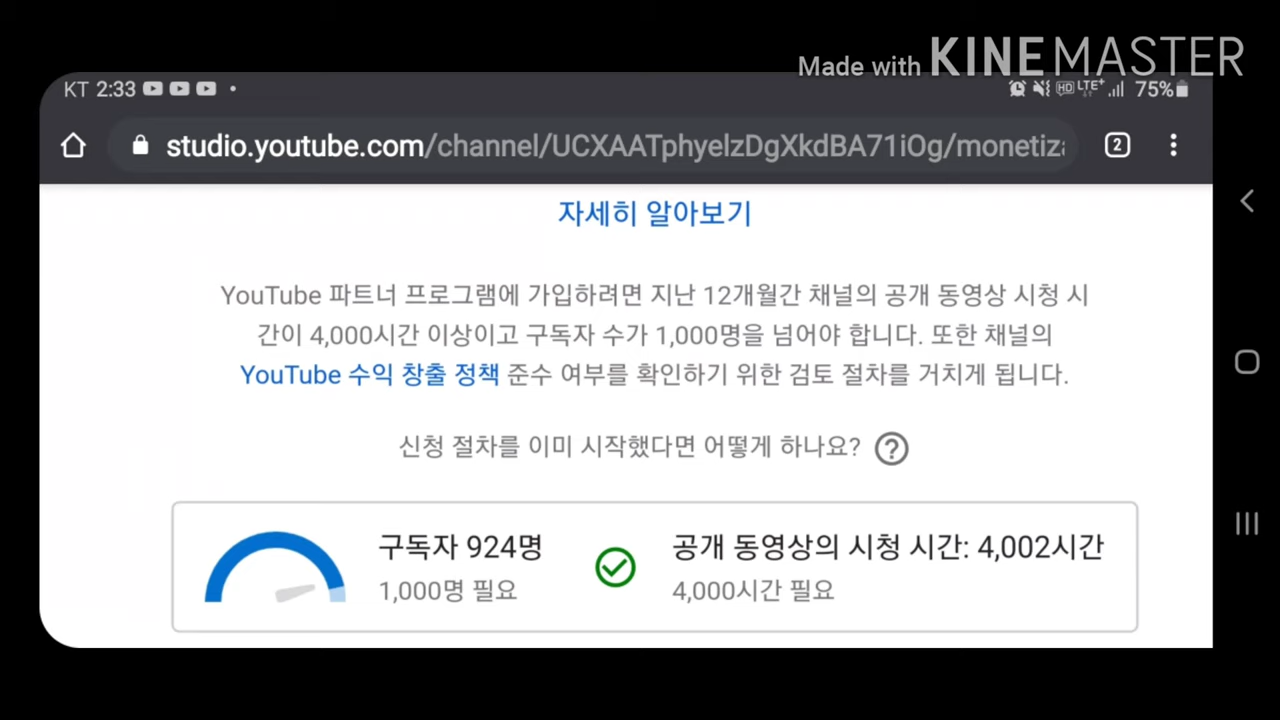 Made with KINEMASTER
KT 2:33
HD LTE+ 75%
studio.youtube.com/channel/UCXAATphyelzDgXkdBA71iOg/monetiza
2
자세히 알아보기
YouTube 파트너 프로그램에 가입하려면 지난 12개월간 채널의 공개 동영상 시청 시
간이 4,000시간 이상이고 구독자 수가 1,000명을 넘어야 합니다. 또한 채널의
YouTube 수익 창출 정책 준수 여부를 확인하기 위한 검토 절차를 거치게 됩니다.
신청 절차를 이미 시작했다면 어떻게 하나요? ?
구독자 924명
1,000명 필요
공개 동영상의 시청 시간: 4,002시간
4,000시간 필요